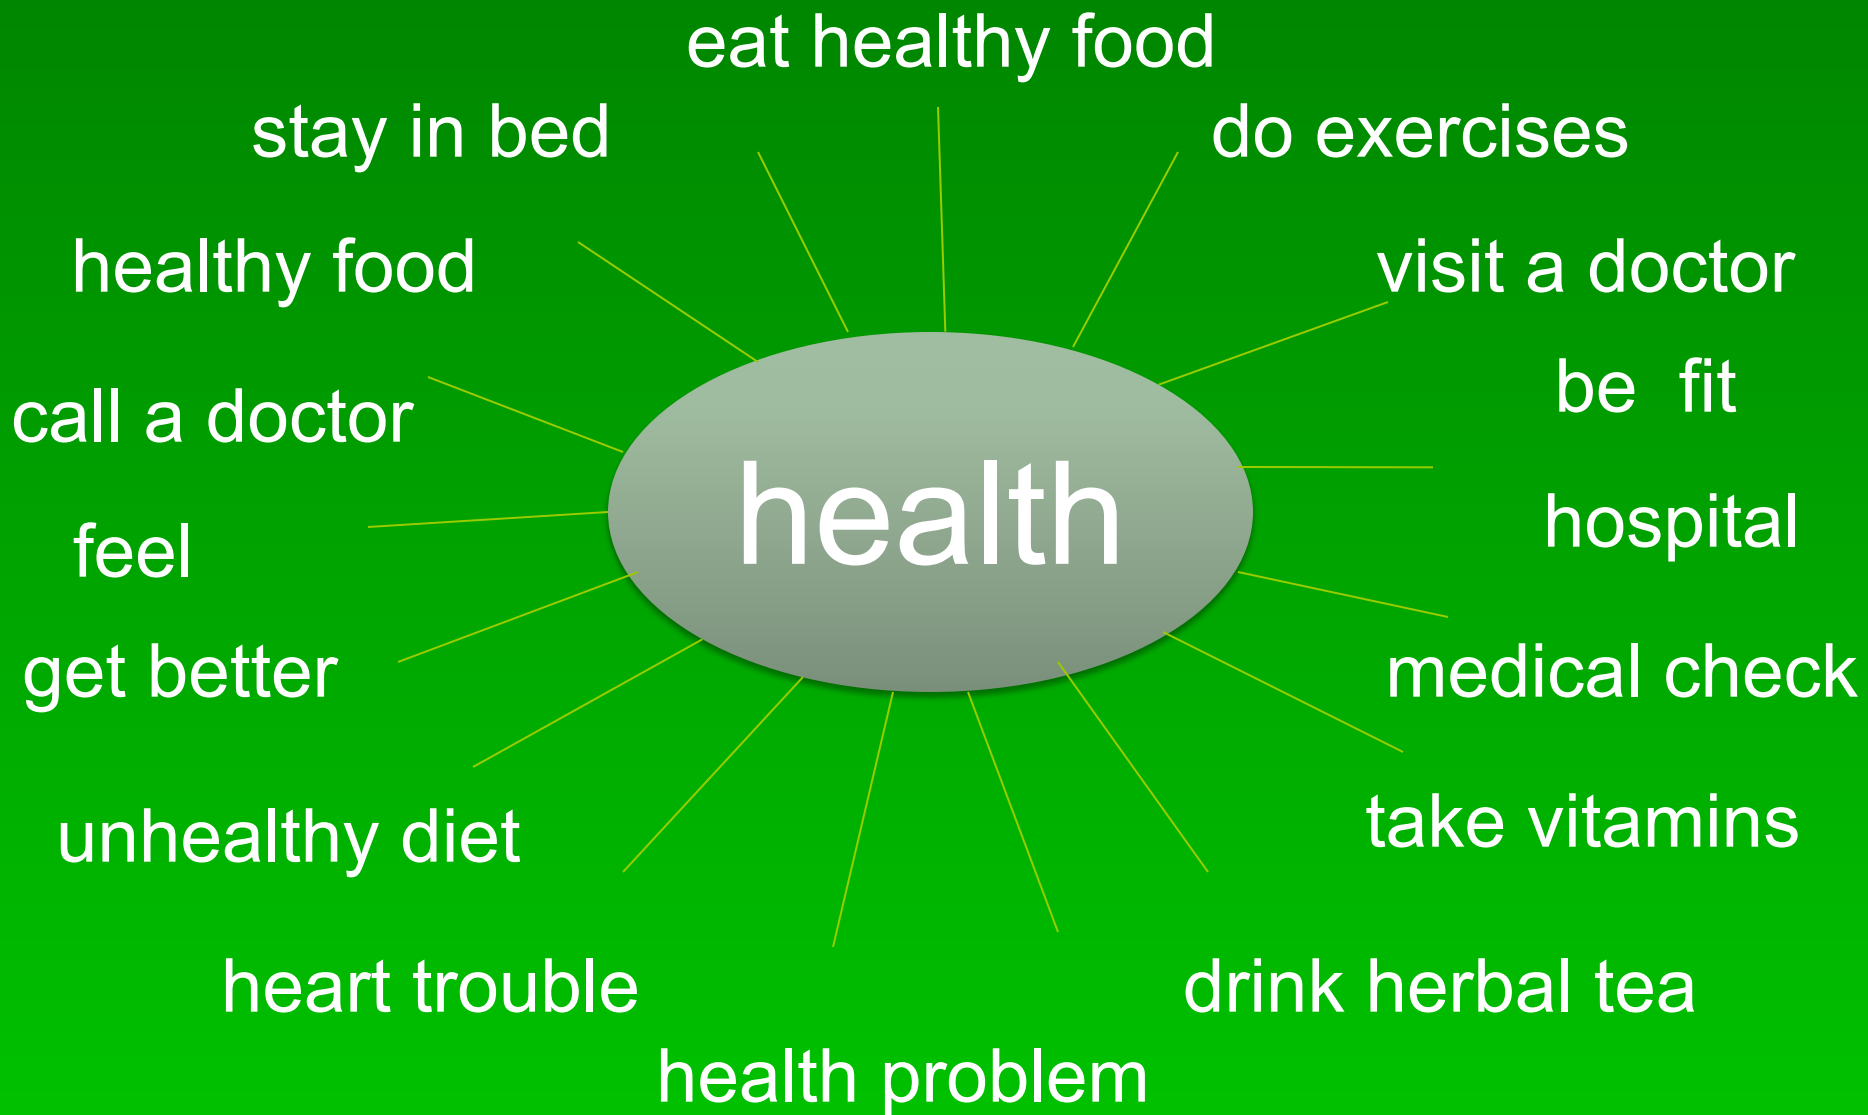 eat healthy food
stay in bed
do exercises
healthy food
visit a doctor
be  fit
call a doctor
health
hospital
feel
get better
medical check
take vitamins
unhealthy diet
heart trouble
drink herbal tea
health problem